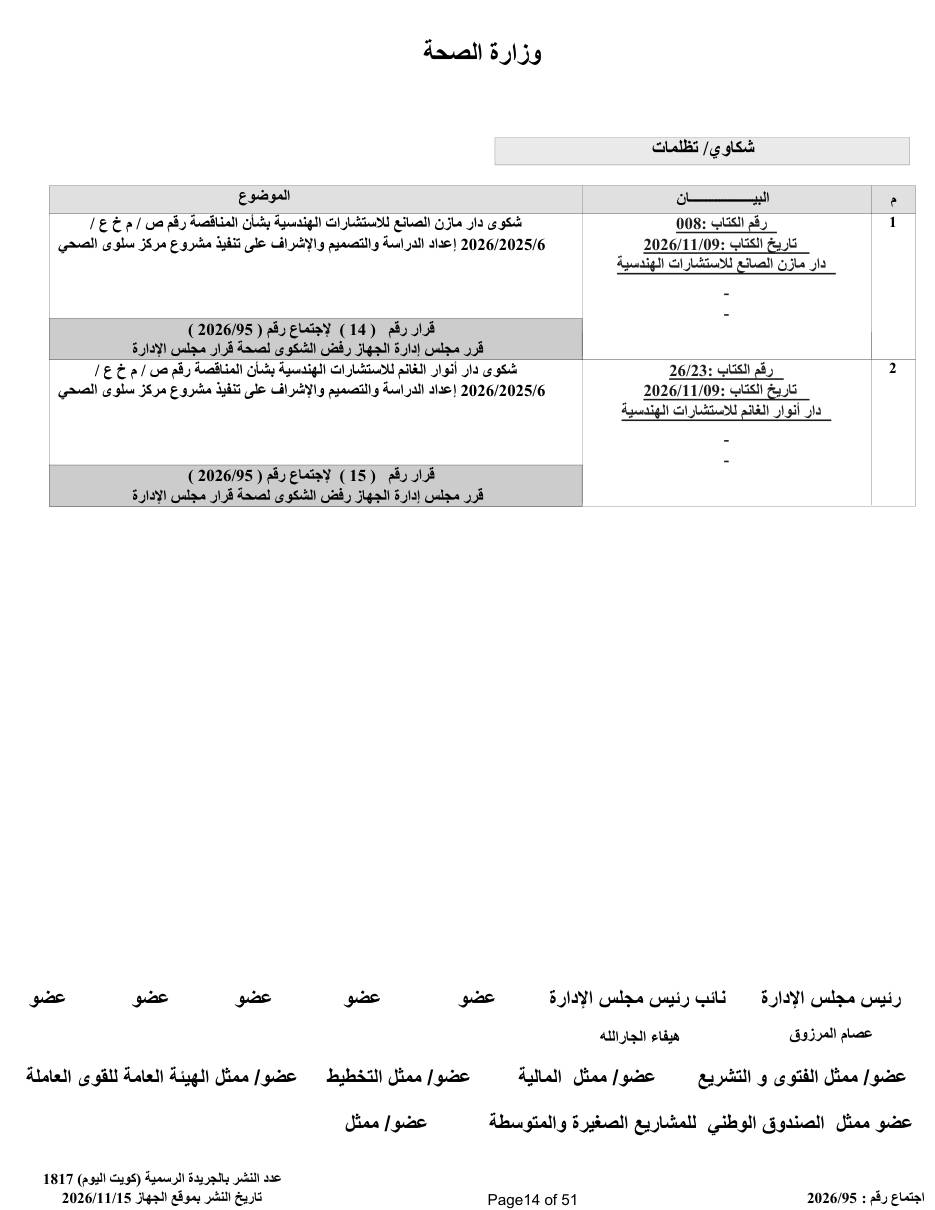 وزارة الصحة
شكاوي/ تظلمات
م
البيـــــــــــــان
الموضوع
1
رقم الكتاب :008
تاريخ الكتاب :2026/11/09
دار مازن الصانع للاستشارات الهندسية
-
-
شكوى دار مازن الصانع للاستشارات الهندسية بشأن المناقصة رقم ص / م خ ع /
2026/2025/6 إعداد الدراسة والتصميم والإشراف على تنفيذ مشروع مركز سلوى الصحي
قرار رقم ( 14 ) لإجتماع رقم ( 2026/95 )
قرر مجلس إدارة الجهاز رفض الشكوى لصحة قرار مجلس الإدارة
2
رقم الكتاب :26/23
تاريخ الكتاب :2026/11/09
دار أنوار الغانم للاستشارات الهندسية
-
-
شكوى دار أنوار الغانم للاستشارات الهندسية بشأن المناقصة رقم ص / م خ ع /
2026/2025/6 إعداد الدراسة والتصميم والإشراف على تنفيذ مشروع مركز سلوى الصحي
قرار رقم ( 15 ) لإجتماع رقم ( 2026/95 )
قرر مجلس إدارة الجهاز رفض الشكوى لصحة قرار مجلس الإدارة
رئيس مجلس الإدارة نائب رئيس مجلس الإدارة عضو عضو عضو عضو عضو
عصام المرزوق هيفاء الجارالله
عضو/ ممثل الفتوى و التشريع عضو/ ممثل المالية عضو/ ممثل التخطيط عضو/ ممثل الهيئة العامة للقوى العاملة
عضو ممثل الصندوق الوطني للمشاريع الصغيرة والمتوسطة عضو/ ممثل
عدد النشر بالجريدة الرسمية (كويت اليوم) 1817
اجتماع رقم : 2026/95 Page14 of 51 تاريخ النشر بموقع الجهاز 2026/11/15